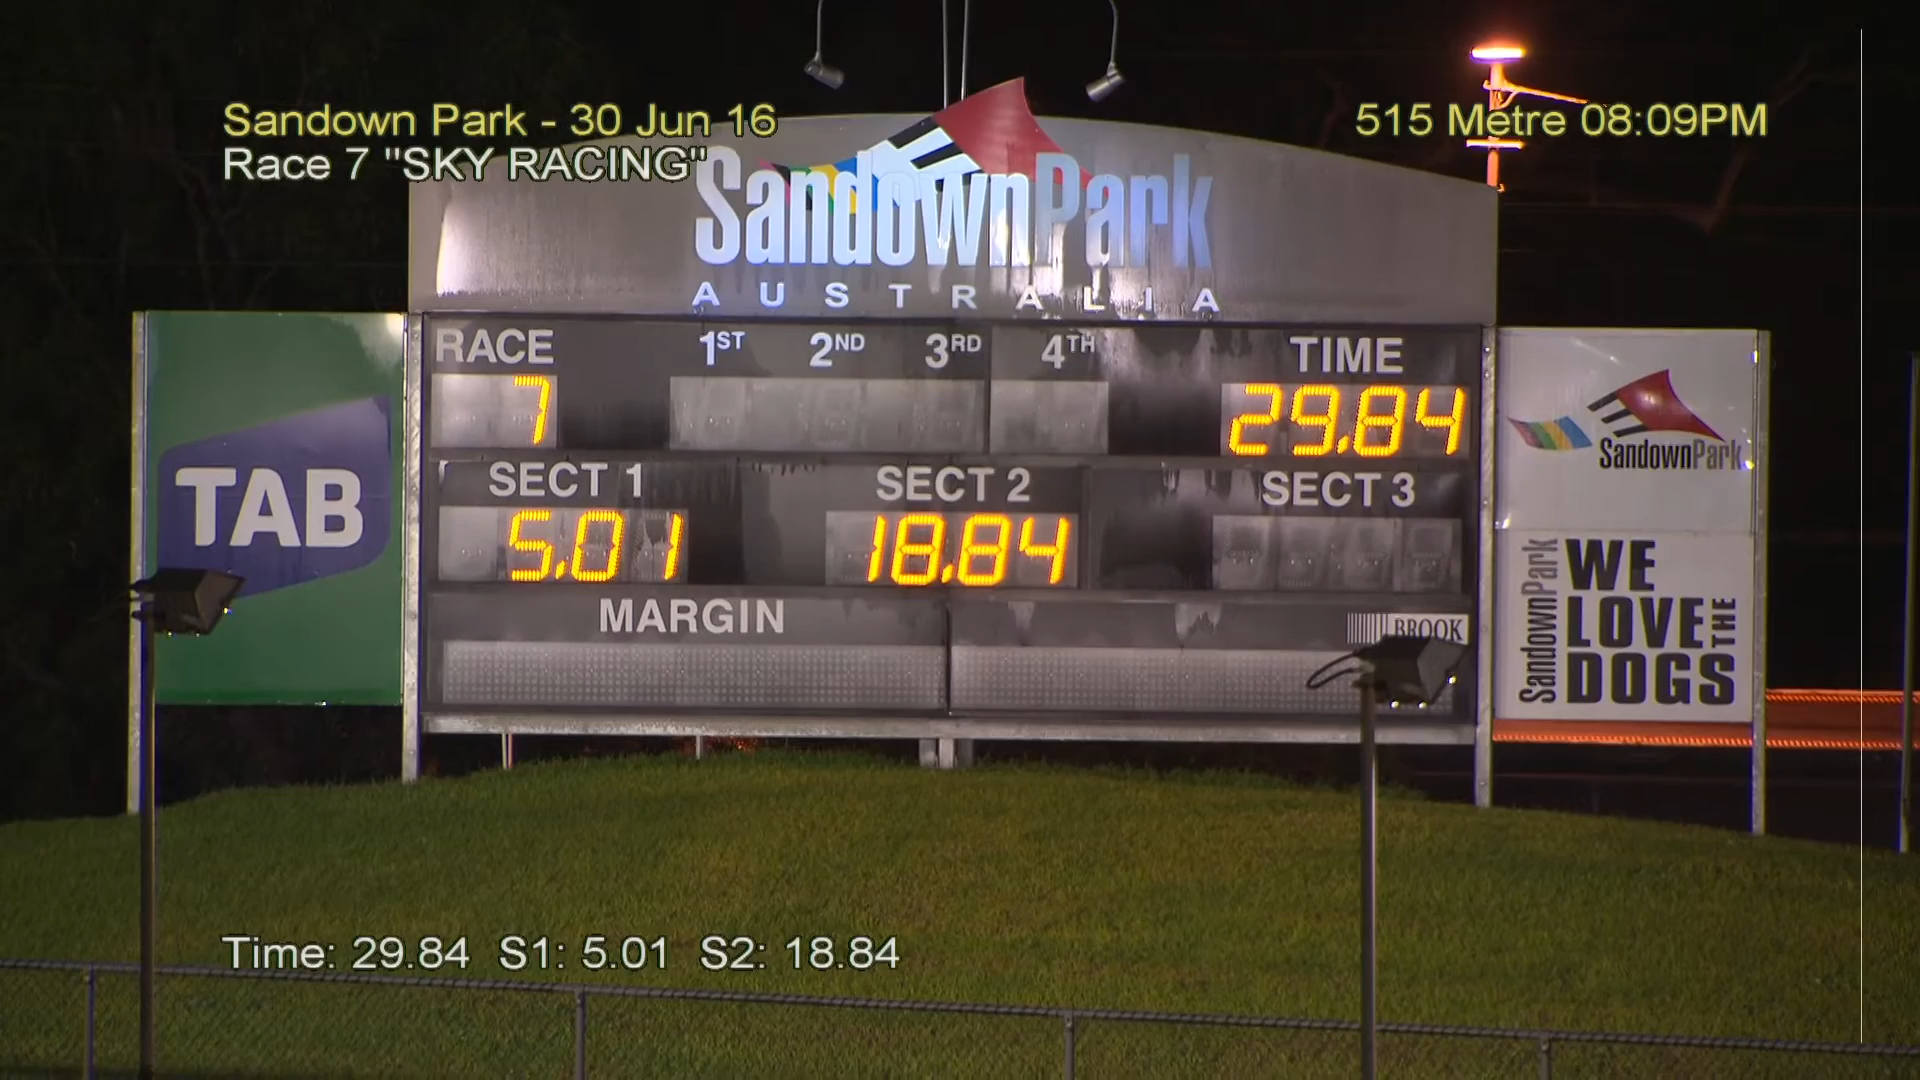 Sandown Park - 30 Jun 16
515 Metre 08:09PM
Race 7 "SKY RACING"
SandownPark
AUSTRALIA
RACE 1ST 2ND 3RD 4TH TIME
7 29.84
SECT 1 SECT 2 SECT 3
5.01 18.84
MARGIN
BROOK
TAB
SandownPark
SandownPark
WE
LOVE THE
DOGS
Time: 29.84 S1: 5.01 S2: 18.84